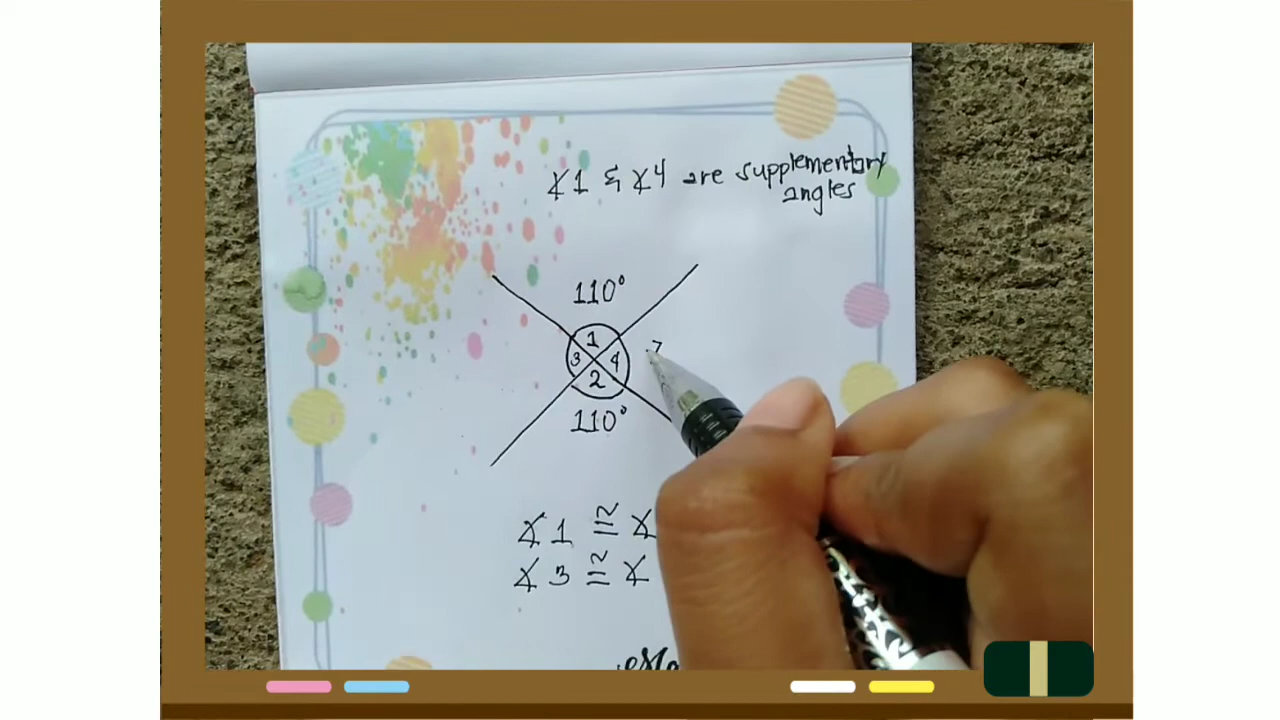 ∡1 & ∡4 are supplementary
angles
110°
1
3 4
2
110°
∡1 ≅ ∡
∡3 ≅ ∡